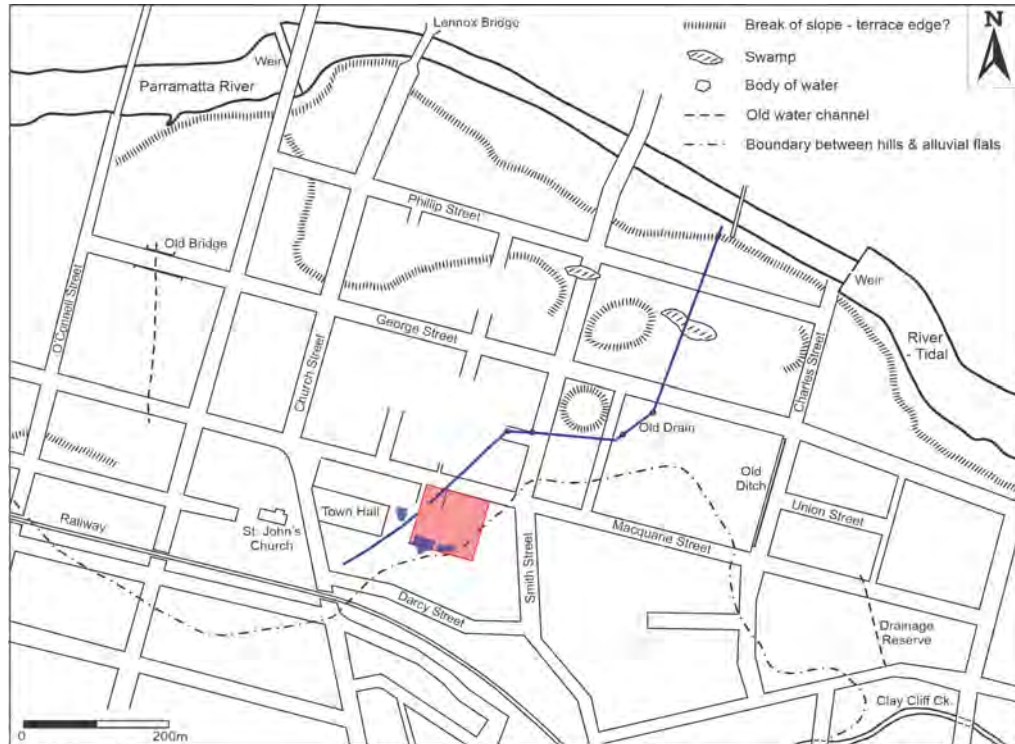 Lennox Bridge
Weir
Parramatta River
N
Break of slope - terrace edge?
Swamp
Body of water
Old water channel
Boundary between hills & alluvial flats
Phillip Street
Old Bridge
O'Connell Street
George Street
Church Street
Weir
River
- Tidal
Charles Street
Old Drain
Old
Ditch
Town Hall
St. John's
Church
Railway
Macquarie Street
Union Street
Smith Street
Darcy Street
Drainage
Reserve
Clay Cliff Ck.
0
200m